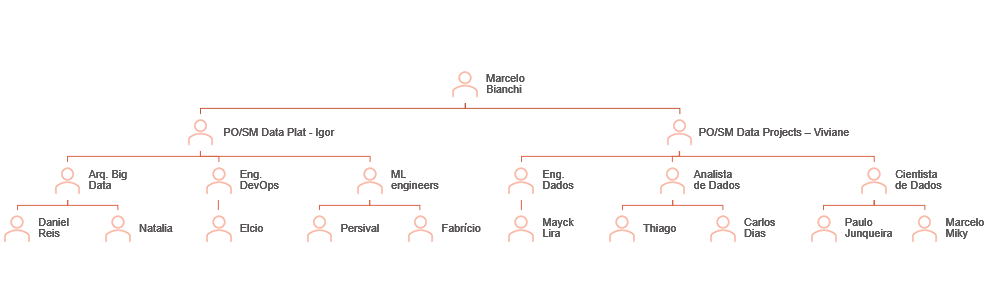 Marcelo
Bianchi
PO/SM Data Plat - Igor
PO/SM Data Projects – Viviane
Arq. Big
Data
Eng.
DevOps
ML
engineers
Eng.
Dados
Analista
de Dados
Cientista
de Dados
Daniel
Reis
Natalia
Elcio
Persival
Fabrício
Mayck
Lira
Thiago
Carlos
Dias
Paulo
Junqueira
Marcelo
Miky